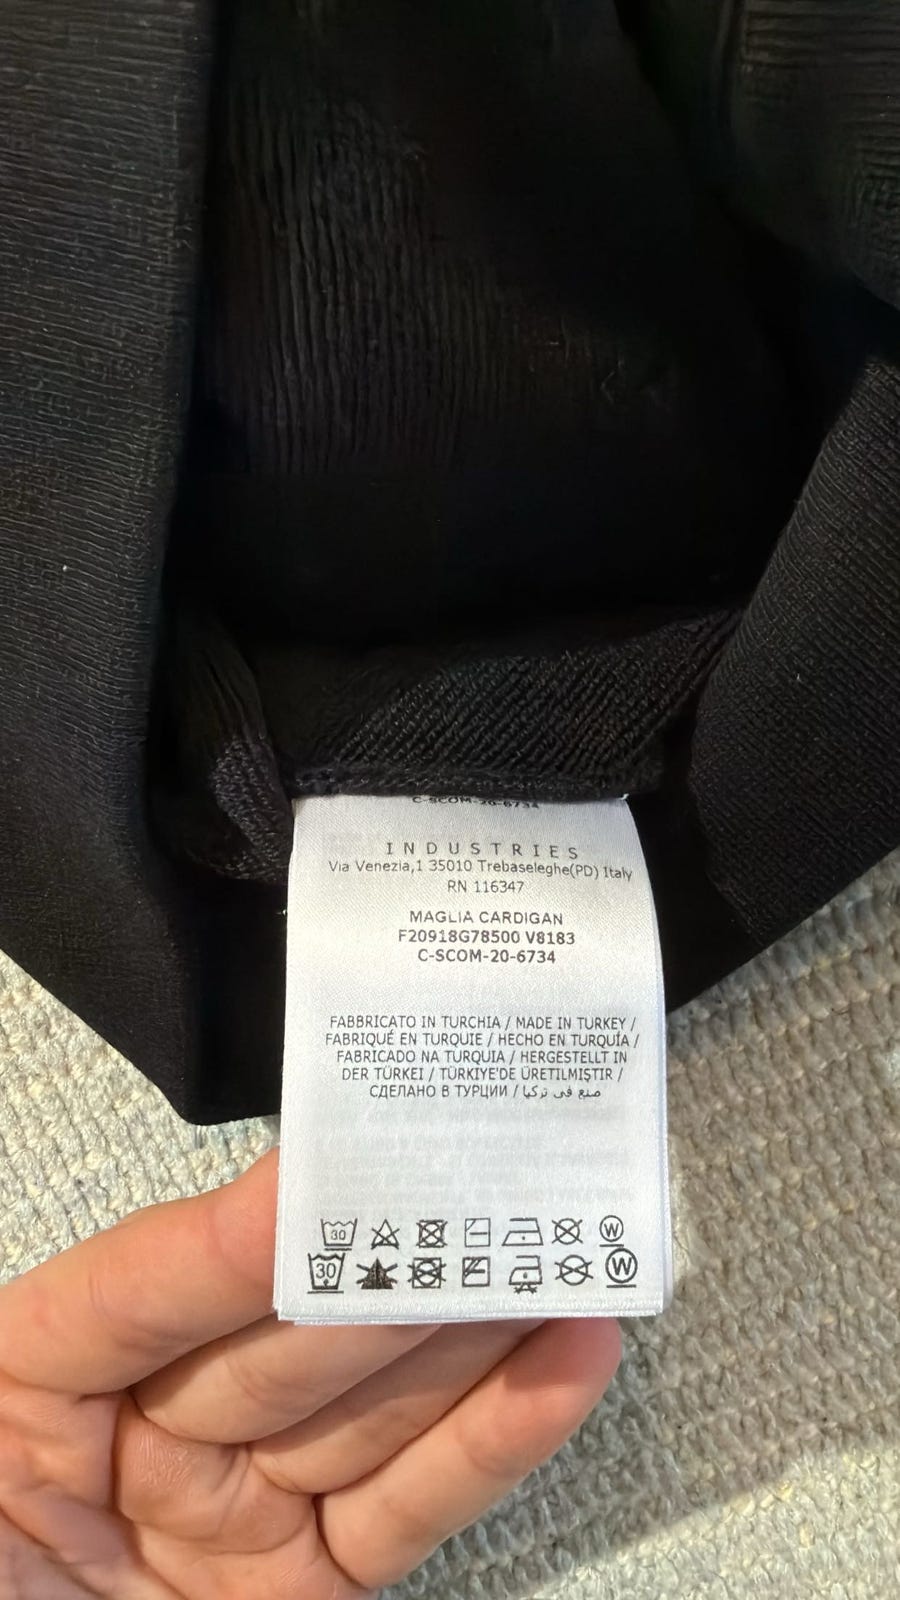 C-SCOM-20-6734
INDUSTRIES
Via Venezia,1 35010 Trebaseleghe(PD) Italy
RN 116347
MAGLIA CARDIGAN
F20918G78500 V8183
C-SCOM-20-6734
FABBRICATO IN TURCHIA / MADE IN TURKEY /
FABRIQUÉ EN TURQUIE / HECHO EN TURQUÍA /
FABRICADO NA TURQUIA / HERGESTELLT IN
DER TÜRKEI / TÜRKIYE'DE ÜRETILMIŞTIR /
СДЕЛАНО В ТУРЦИИ / صنع في تركيا
30 W
30 W